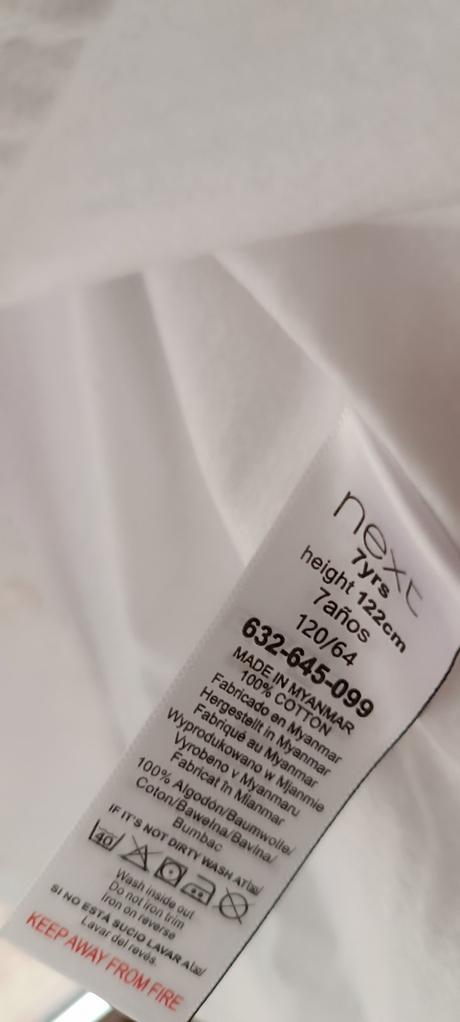 next
7yrs
height 122cm
7años
120/64
632-645-099
MADE IN MYANMAR
100% COTTON
Fabricado en Myanmar
Hergestellt in Myanmar
Fabriqué au Myanmar
Wyprodukowano w Mjanmie
Vyrobeno v Myanmaru
Fabricat în Mianmar
100% Algodón/Baumwolle/
Coton/Bawełna/Bavlna/
Bumbac
IF IT'S NOT DIRTY WASH AT
40
Wash inside out
Do not iron trim
Iron on reverse
SI NO ESTÁ SUCIO LAVAR A
Lavar del revés.
KEEP AWAY FROM FIRE